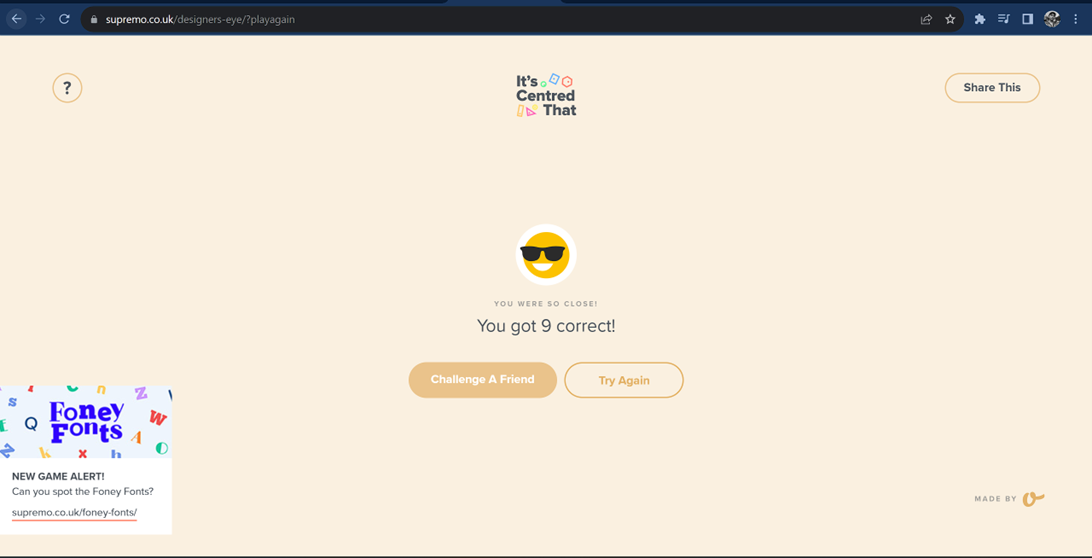 supremo.co.uk/designers-eye/?playagain
?
It's
Centred
That
Share This
YOU WERE SO CLOSE!
You got 9 correct!
Challenge A Friend
Try Again
Foney
Fonts
NEW GAME ALERT!
Can you spot the Foney Fonts?
supremo.co.uk/foney-fonts/
MADE BY